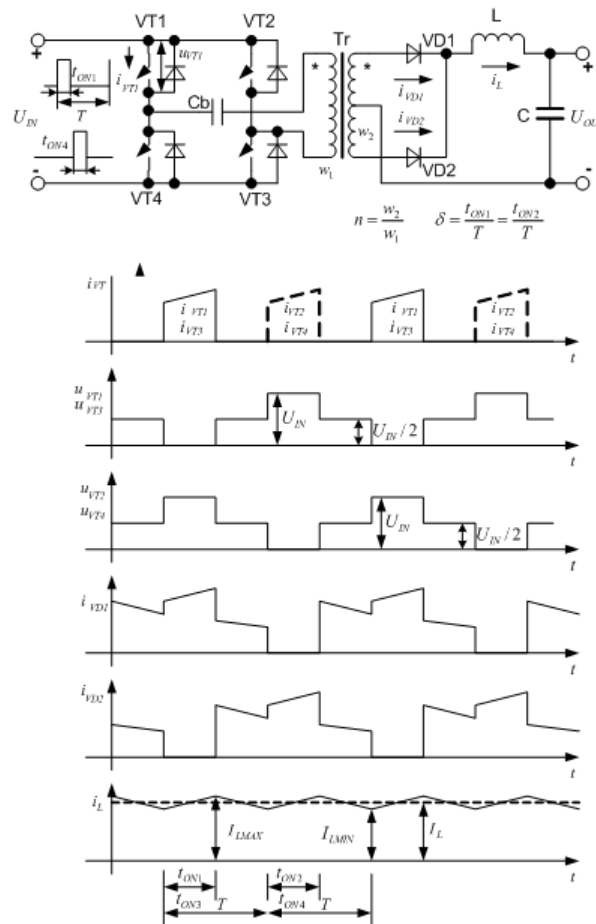 VT1 VT2 L
+ t_ON1 u_VT1 Tr VD1 +
i_VT1 * * i_L
T Cb i_VD1
U_IN C U_OU
t_ON4 i_VD2
w_2
- w_1 VD2 -
VT4 VT3
n = w_2/w_1 δ = t_ON1/T = t_ON2/T
i_VT
i_VT1 i_VT2 i_VT1 i_VT2
i_VT3 i_VT4 i_VT3 i_VT4
t
u_VT1
u_VT3
U_IN U_IN/2
t
u_VT2
u_VT4
U_IN U_IN/2
t
i_VD1
t
i_VD2
t
i_L
I_LMAX I_LMIN I_L
t
t_ON1 t_ON2
t_ON3 T t_ON4 T